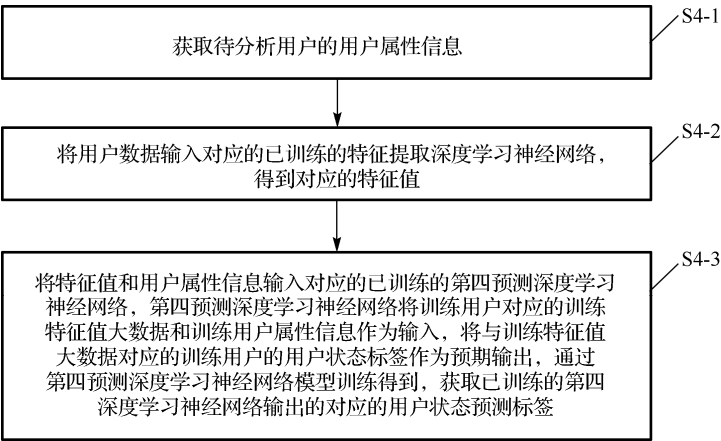 获取待分析用户的用户属性信息
S4-1
将用户数据输入对应的已训练的特征提取深度学习神经网络，
得到对应的特征值
S4-2
将特征值和用户属性信息输入对应的已训练的第四预测深度学习
神经网络，第四预测深度学习神经网络将训练用户对应的训练
特征值大数据和训练用户属性信息作为输入，将与训练特征值
大数据对应的训练用户的用户状态标签作为预期输出，通过
第四预测深度学习神经网络模型训练得到，获取已训练的第四
深度学习神经网络输出的对应的用户状态预测标签
S4-3